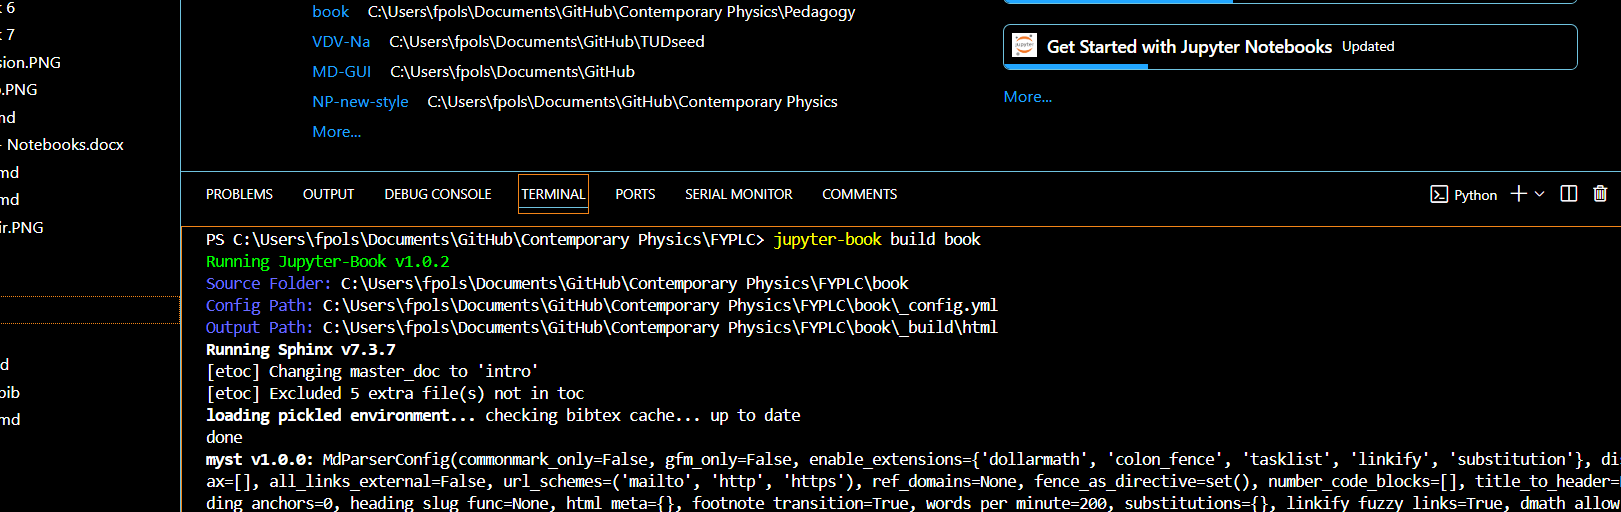 k 6
k 7
sion.PNG
o.PNG
md
- Notebooks.docx
md
md
ir.PNG
d
bib
md
book C:\Users\fpols\Documents\GitHub\Contemporary Physics\Pedagogy
VDV-Na C:\Users\fpols\Documents\GitHub\TUDseed
MD-GUI C:\Users\fpols\Documents\GitHub
NP-new-style C:\Users\fpols\Documents\GitHub\Contemporary Physics
More...
jupyter
Get Started with Jupyter Notebooks Updated
More...
PROBLEMS OUTPUT DEBUG CONSOLE TERMINAL PORTS SERIAL MONITOR COMMENTS
Python
PS C:\Users\fpols\Documents\GitHub\Contemporary Physics\FYPLC> jupyter-book build book
Running Jupyter-Book v1.0.2
Source Folder: C:\Users\fpols\Documents\GitHub\Contemporary Physics\FYPLC\book
Config Path: C:\Users\fpols\Documents\GitHub\Contemporary Physics\FYPLC\book\_config.yml
Output Path: C:\Users\fpols\Documents\GitHub\Contemporary Physics\FYPLC\book\_build\html
Running Sphinx v7.3.7
[etoc] Changing master_doc to 'intro'
[etoc] Excluded 5 extra file(s) not in toc
loading pickled environment... checking bibtex cache... up to date
done
myst v1.0.0: MdParserConfig(commonmark_only=False, gfm_only=False, enable_extensions={'dollarmath', 'colon_fence', 'tasklist', 'linkify', 'substitution'}, di
ax=[], all_links_external=False, url_schemes=('mailto', 'http', 'https'), ref_domains=None, fence_as_directive=set(), number_code_blocks=[], title_to_header=
ding_anchors=0, heading_slug_func=None, html_meta={}, footnote_transition=True, words_per_minute=200, substitutions={}, linkify_fuzzy_links=True, dmath_allow